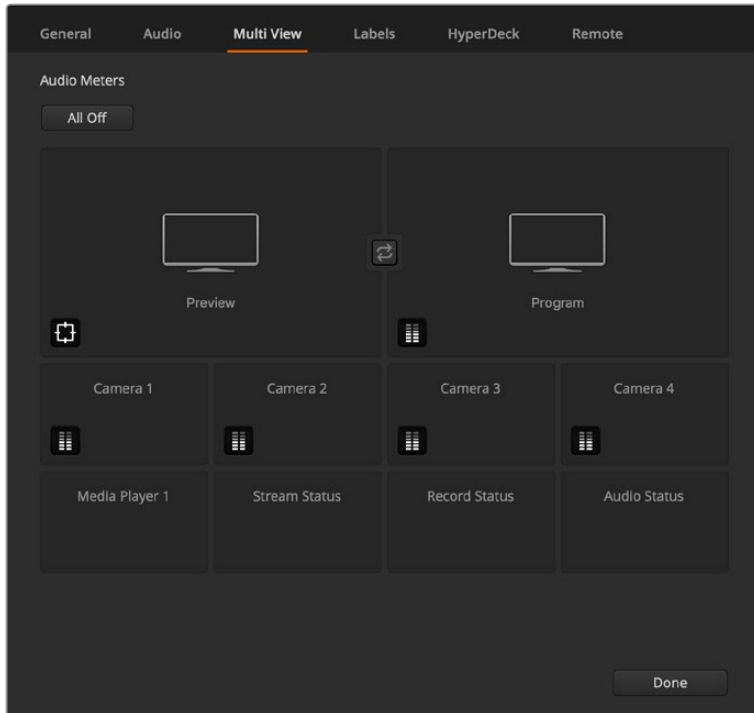 General Audio Multi View Labels HyperDeck Remote
Audio Meters
All Off
Preview Program
Camera 1 Camera 2 Camera 3 Camera 4
Media Player 1 Stream Status Record Status Audio Status
Done